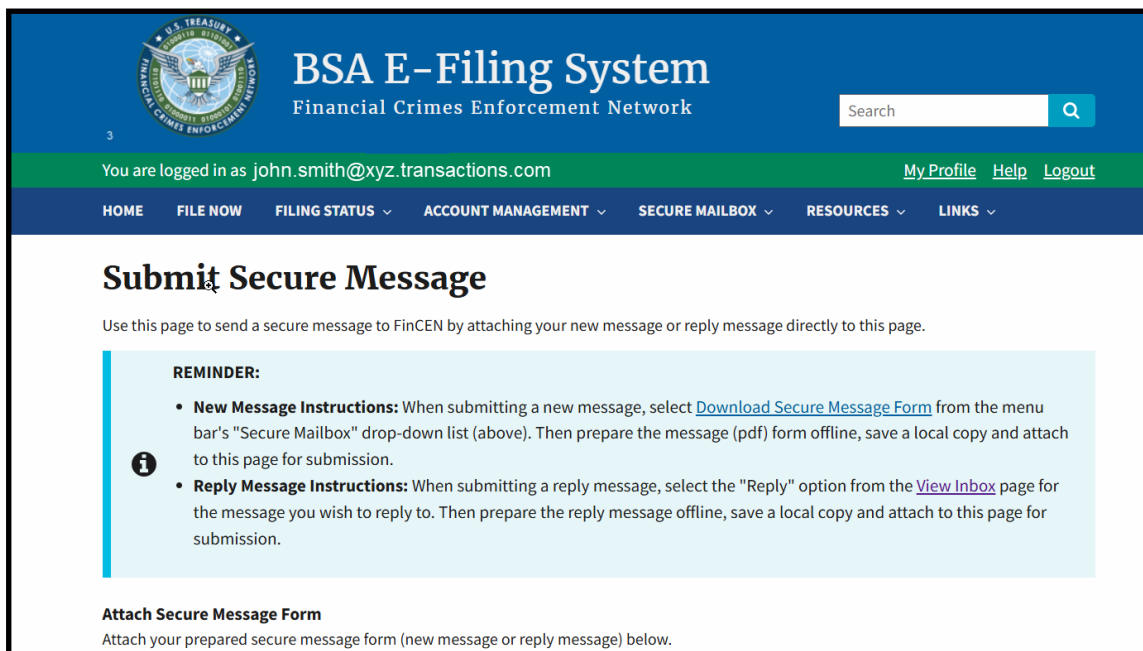 U.S. TREASURY
FINANCIAL CRIMES ENFORCEMENT NETWORK
BSA E-Filing System
Financial Crimes Enforcement Network
Search
3
You are logged in as john.smith@xyz.transactions.com
My Profile Help Logout
HOME FILE NOW FILING STATUS ACCOUNT MANAGEMENT SECURE MAILBOX RESOURCES LINKS
Submit Secure Message
Use this page to send a secure message to FinCEN by attaching your new message or reply message directly to this page.
REMINDER:
• New Message Instructions: When submitting a new message, select Download Secure Message Form from the menu
bar's "Secure Mailbox" drop-down list (above). Then prepare the message (pdf) form offline, save a local copy and attach
to this page for submission.
• Reply Message Instructions: When submitting a reply message, select the "Reply" option from the View Inbox page for
the message you wish to reply to. Then prepare the reply message offline, save a local copy and attach to this page for
submission.
Attach Secure Message Form
Attach your prepared secure message form (new message or reply message) below.